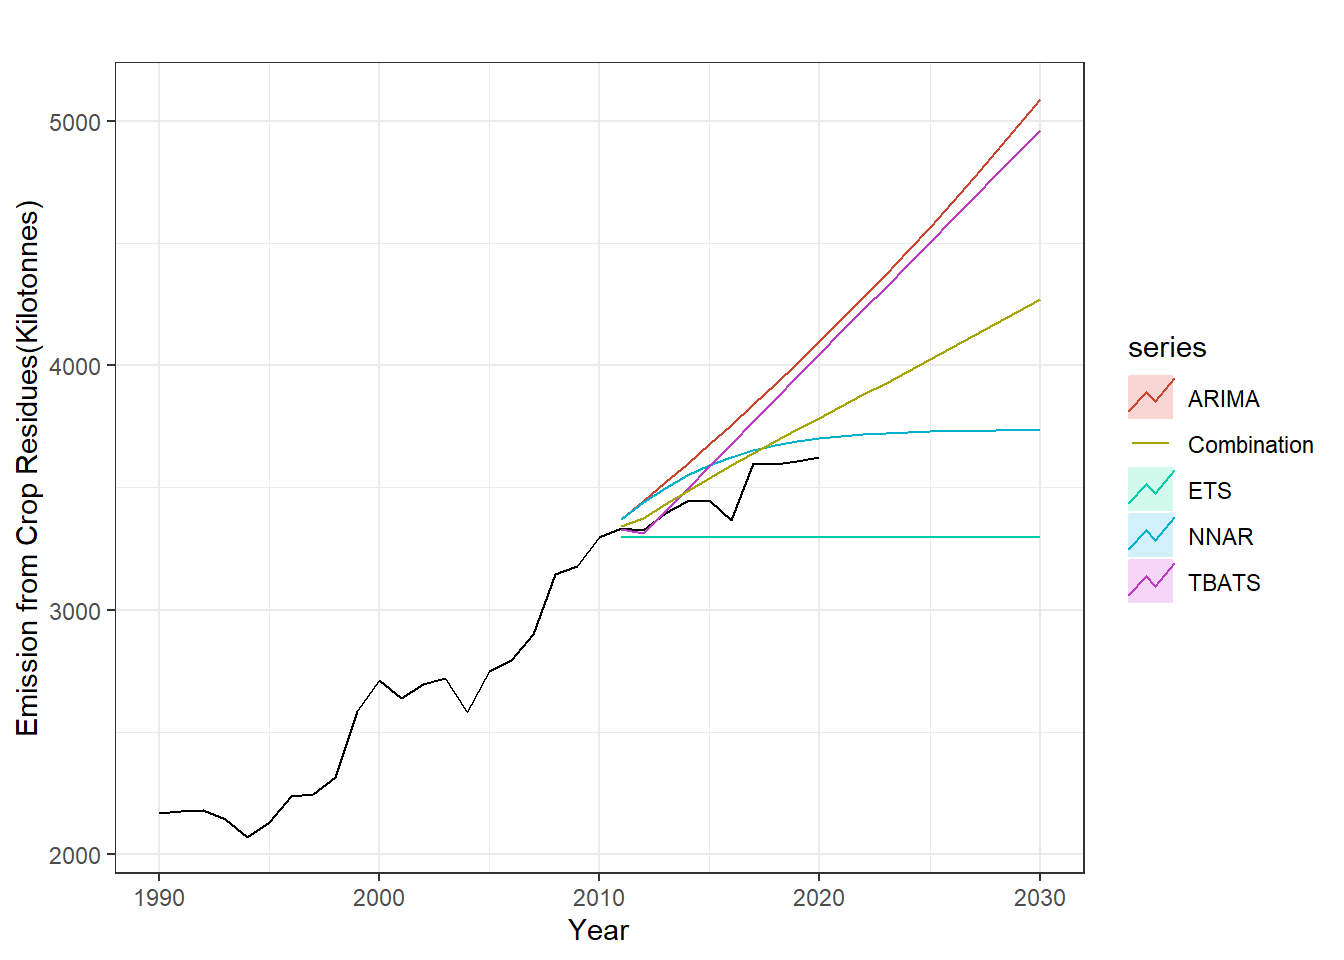 5000
4000
3000
2000
Emission from Crop Residues(Kilotonnes)
1990
2000
2010
2020
2030
Year
series
ARIMA
Combination
ETS
NNAR
TBATS